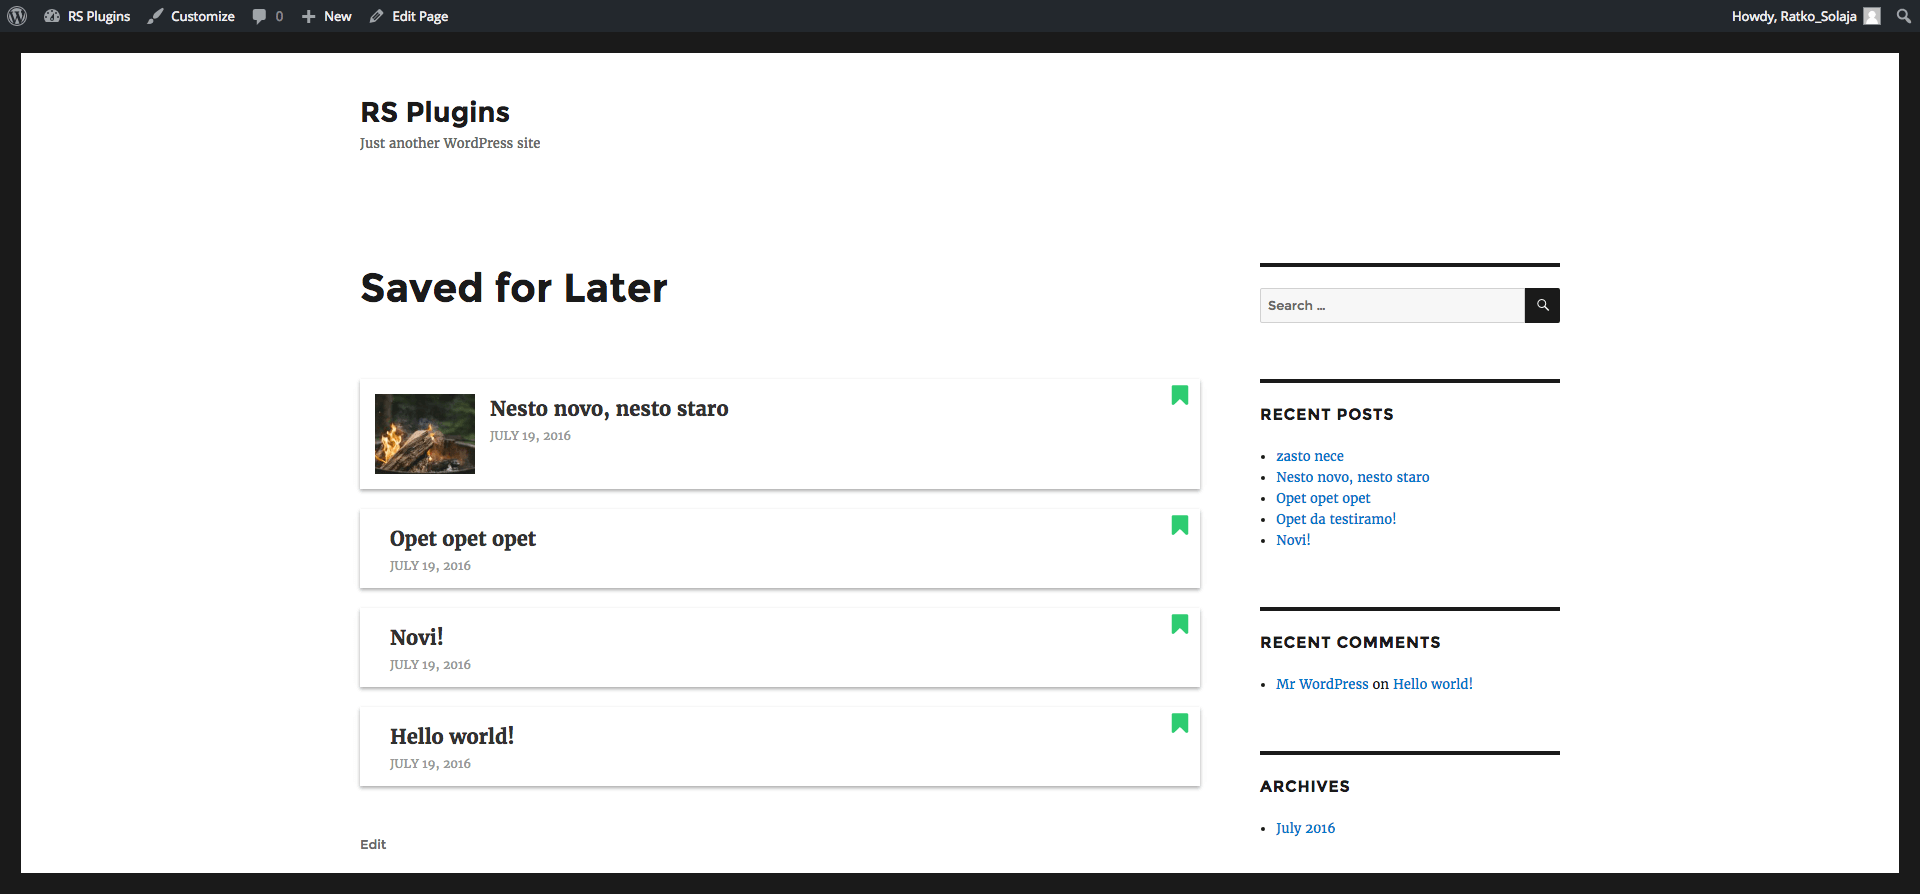 RS Plugins Customize 0 New Edit Page Howdy, Ratko_Solaja
RS Plugins
Just another WordPress site
Saved for Later
Nesto novo, nesto staro
JULY 19, 2016
Opet opet opet
JULY 19, 2016
Novi!
JULY 19, 2016
Hello world!
JULY 19, 2016
Edit
Search ...
RECENT POSTS
zasto nece
Nesto novo, nesto staro
Opet opet opet
Opet da testiramo!
Novi!
RECENT COMMENTS
Mr WordPress on Hello world!
ARCHIVES
July 2016